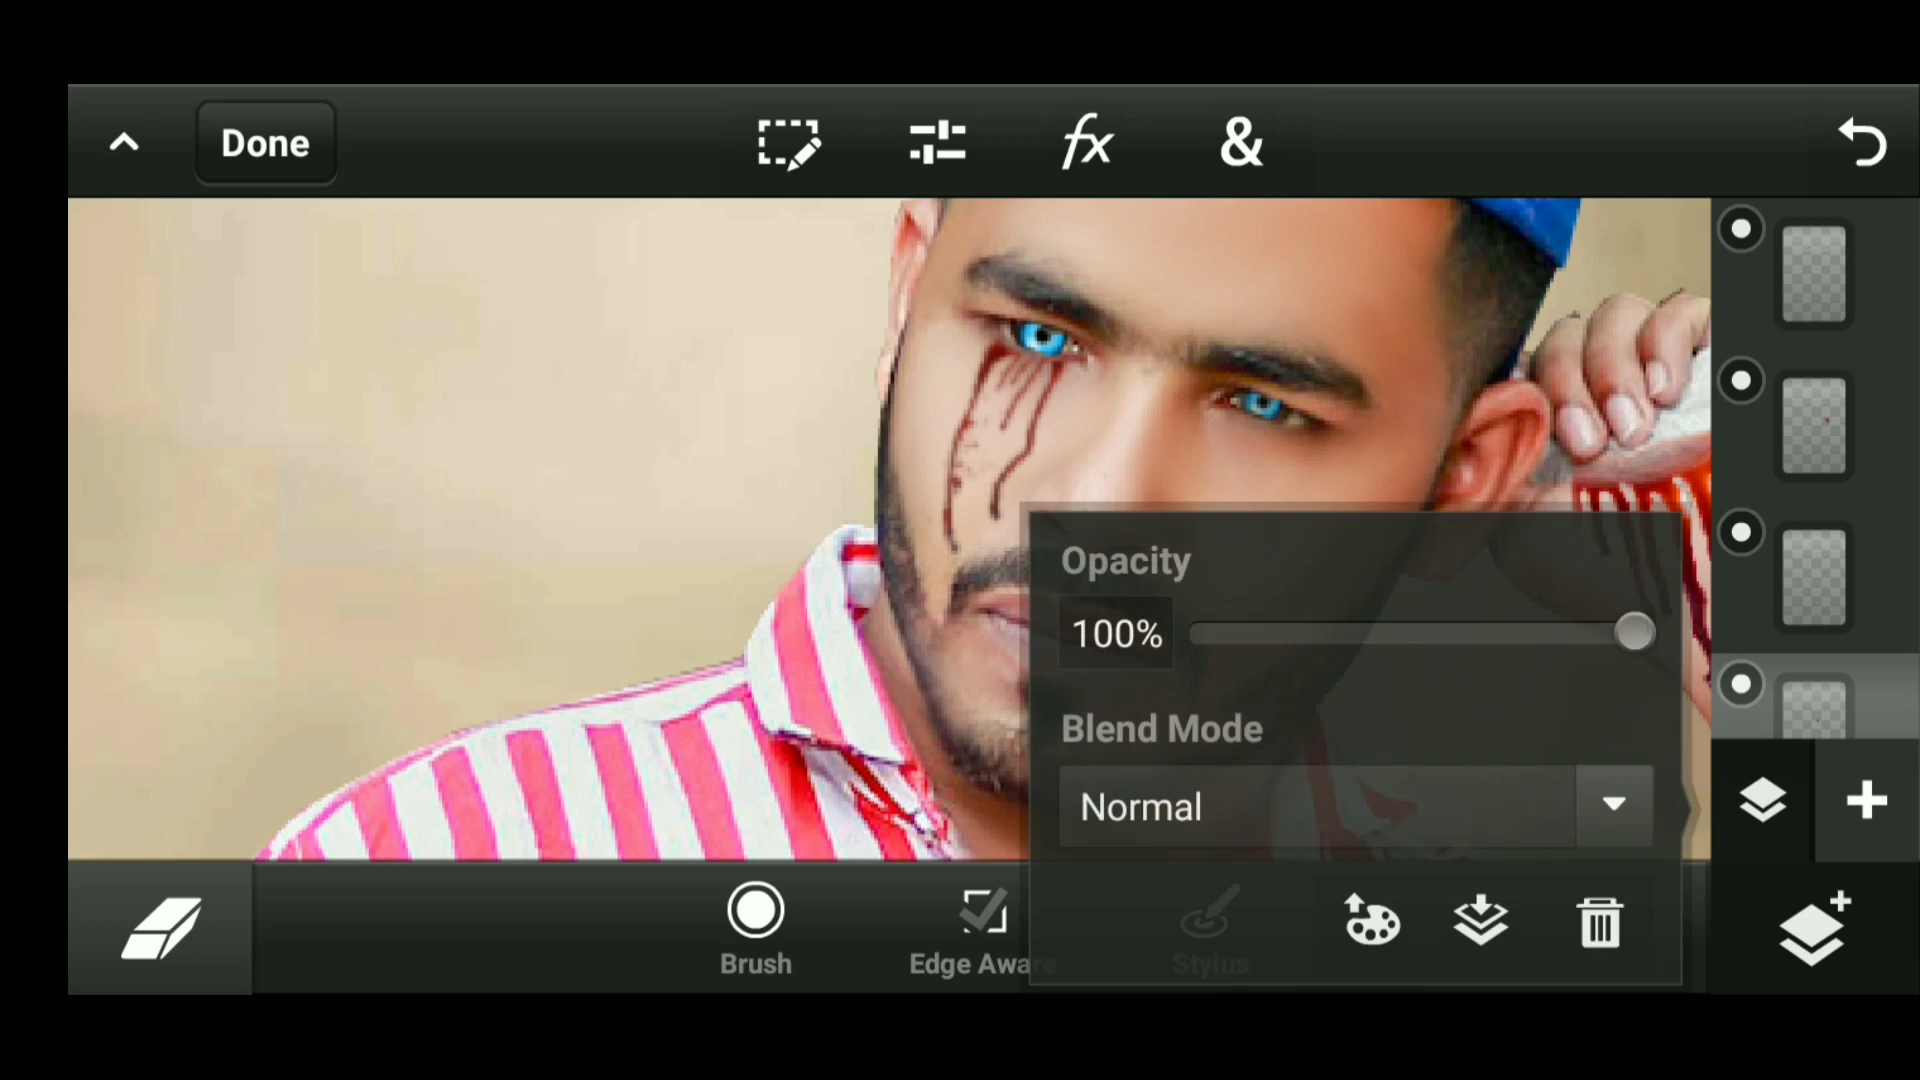 Done
fx
&
Opacity
100%
Blend Mode
Normal
Brush
Edge Aware
Stylus